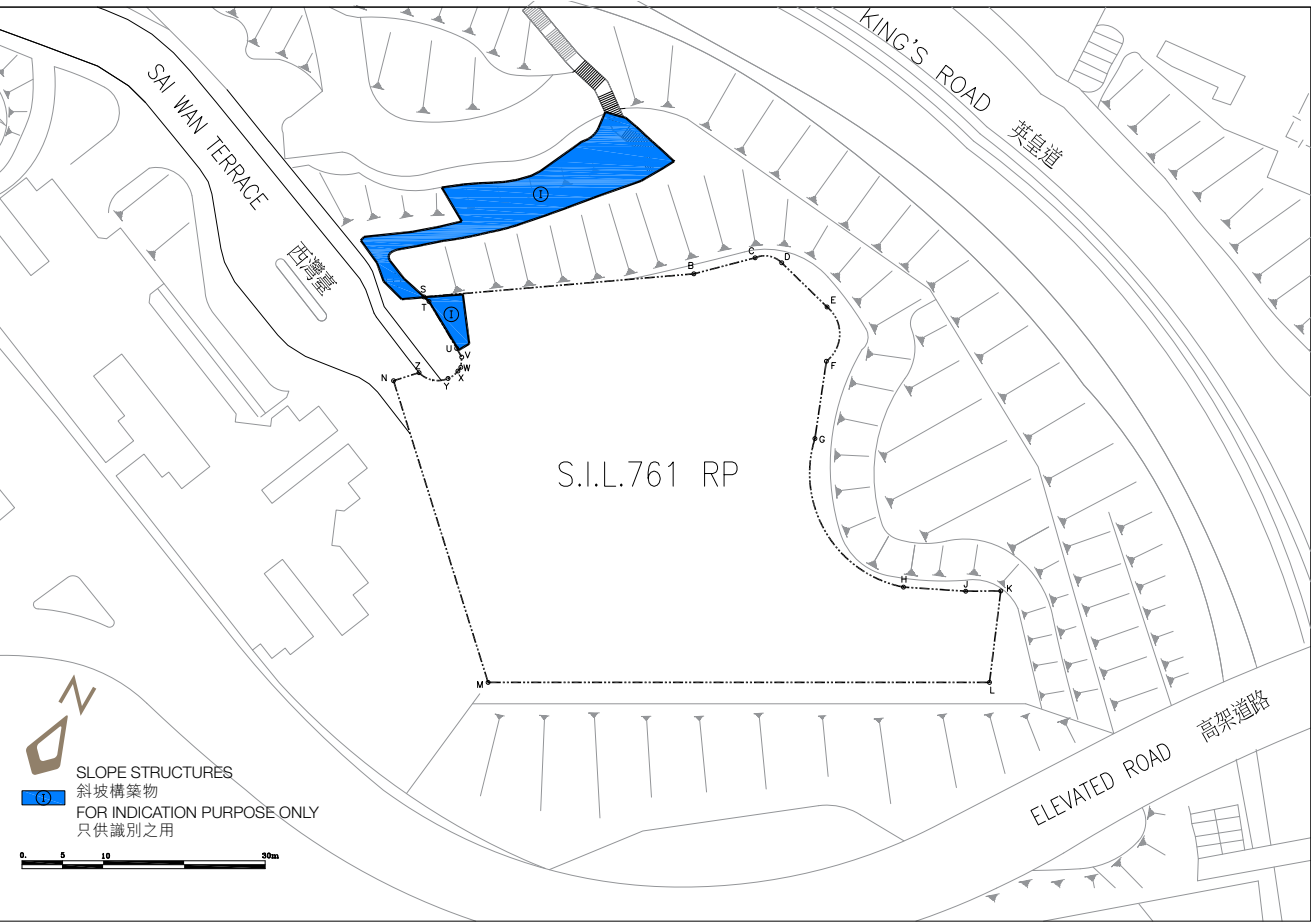 KING'S ROAD
英皇道
SAI WAN TERRACE
西灣臺
I
S
B
C
D
T
I
E
U
V
W
X
Y
Z
N
F
G
S.I.L.761 RP
H
J
K
M
L
N
SLOPE STRUCTURES
斜坡構築物
I
FOR INDICATION PURPOSE ONLY
只供識別之用
0. 5 10 30m
ELEVATED ROAD
高架道路